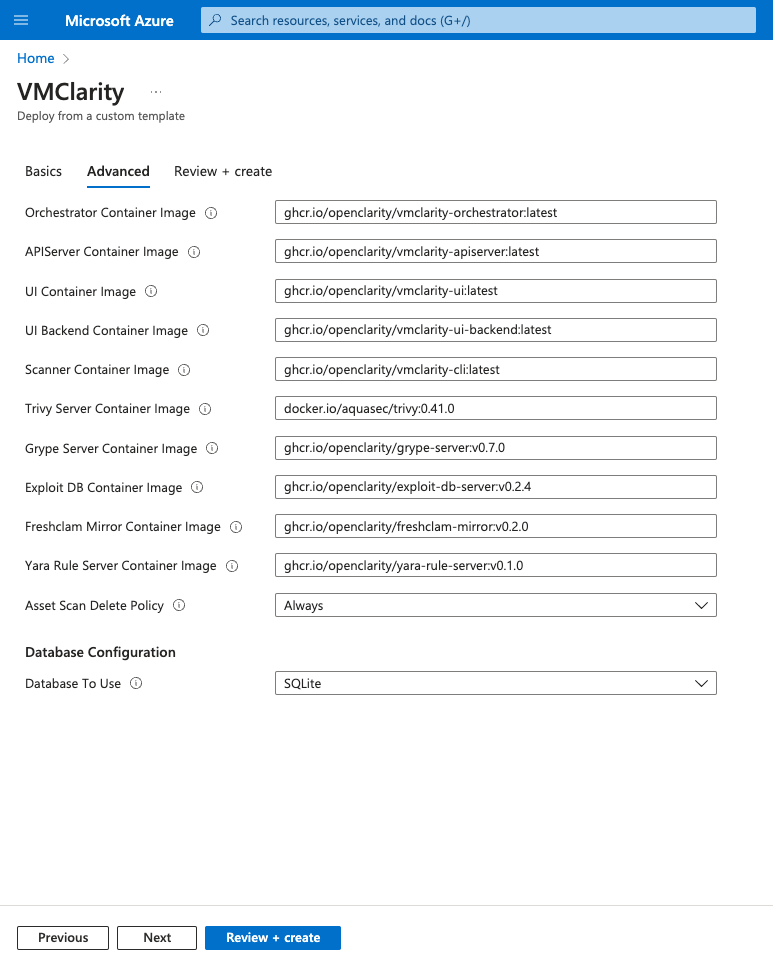 Microsoft Azure
Search resources, services, and docs (G+/)
Home
VMClarity
...
Deploy from a custom template
Basics
Advanced
Review + create
Orchestrator Container Image
ghcr.io/openclarity/vmclarity-orchestrator:latest
APIServer Container Image
ghcr.io/openclarity/vmclarity-apiserver:latest
UI Container Image
ghcr.io/openclarity/vmclarity-ui:latest
UI Backend Container Image
ghcr.io/openclarity/vmclarity-ui-backend:latest
Scanner Container Image
ghcr.io/openclarity/vmclarity-cli:latest
Trivy Server Container Image
docker.io/aquasec/trivy:0.41.0
Grype Server Container Image
ghcr.io/openclarity/grype-server:v0.7.0
Exploit DB Container Image
ghcr.io/openclarity/exploit-db-server:v0.2.4
Freshclam Mirror Container Image
ghcr.io/openclarity/freshclam-mirror:v0.2.0
Yara Rule Server Container Image
ghcr.io/openclarity/yara-rule-server:v0.1.0
Asset Scan Delete Policy
Always
Database Configuration
Database To Use
SQLite
Previous
Next
Review + create